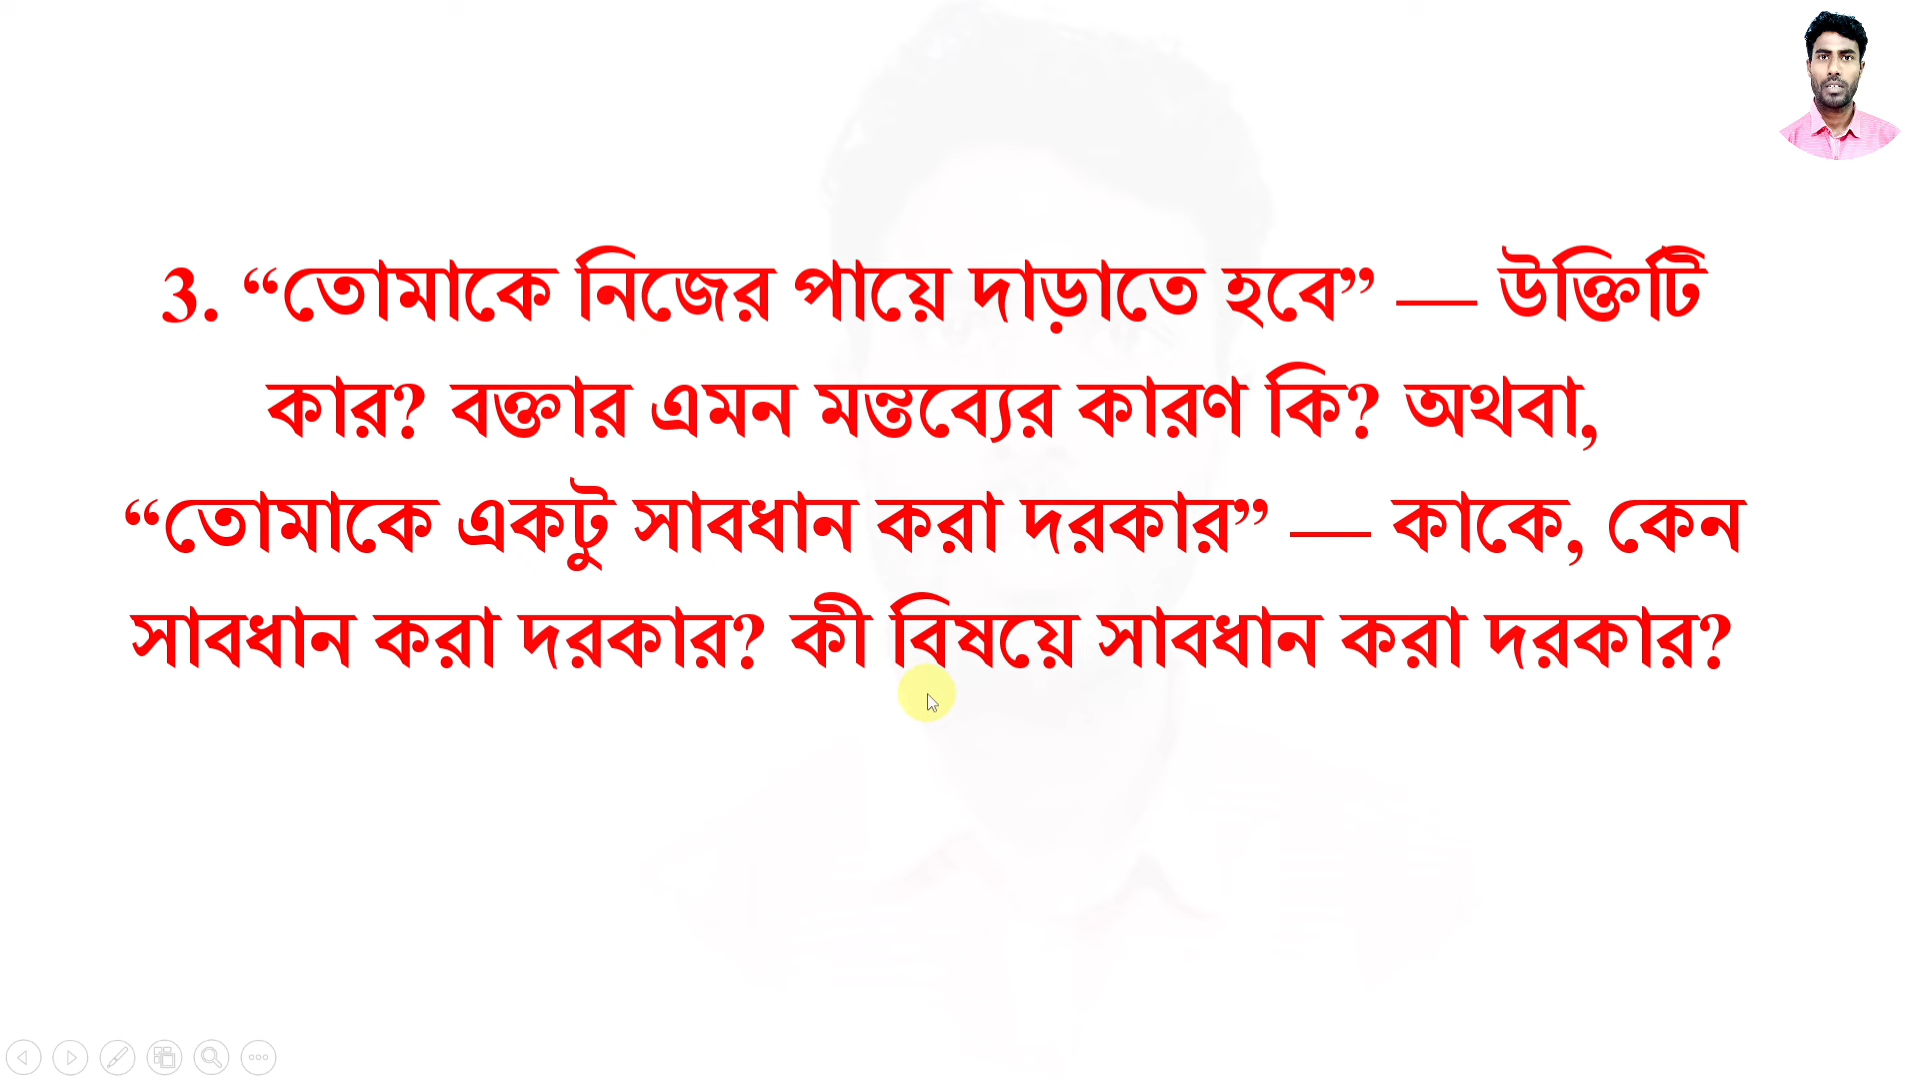 3. “তোমাকে নিজের পায়ে দাড়াতে হবে” — উক্তিটি
কার? বক্তার এমন মন্তব্যের কারণ কি? অথবা,
“তোমাকে একটু সাবধান করা দরকার” — কাকে, কেন
সাবধান করা দরকার? কী বিষয়ে সাবধান করা দরকার?